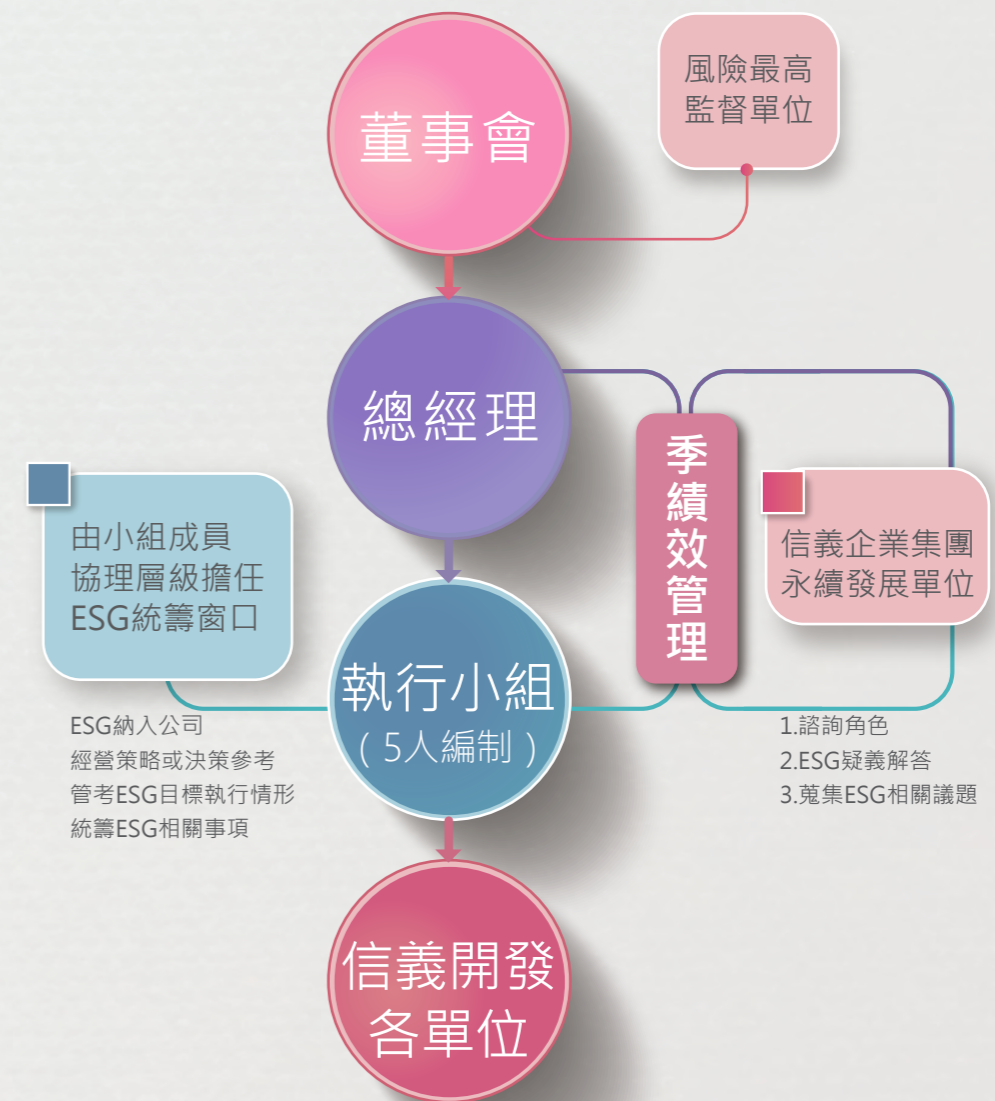 董事會
風險最高
監督單位
總經理
季績效管理
由小組成員
協理層級擔任
ESG統籌窗口
信義企業集團
永續發展單位
執行小組
（5人編制）
ESG納入公司
經營策略或決策參考
管考ESG目標執行情形
統籌ESG相關事項
1.諮詢角色
2.ESG疑義解答
3.蒐集ESG相關議題
信義開發
各單位